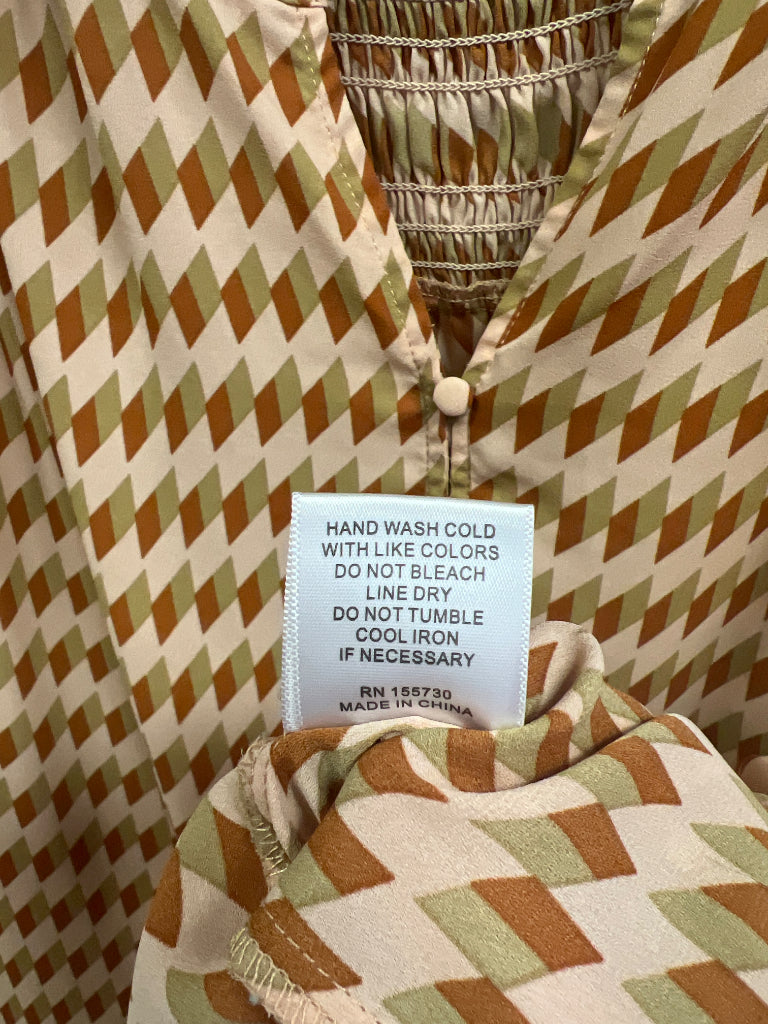 HAND WASH COLD
WITH LIKE COLORS
DO NOT BLEACH
LINE DRY
DO NOT TUMBLE
COOL IRON
IF NECESSARY
RN 155730
MADE IN CHINA